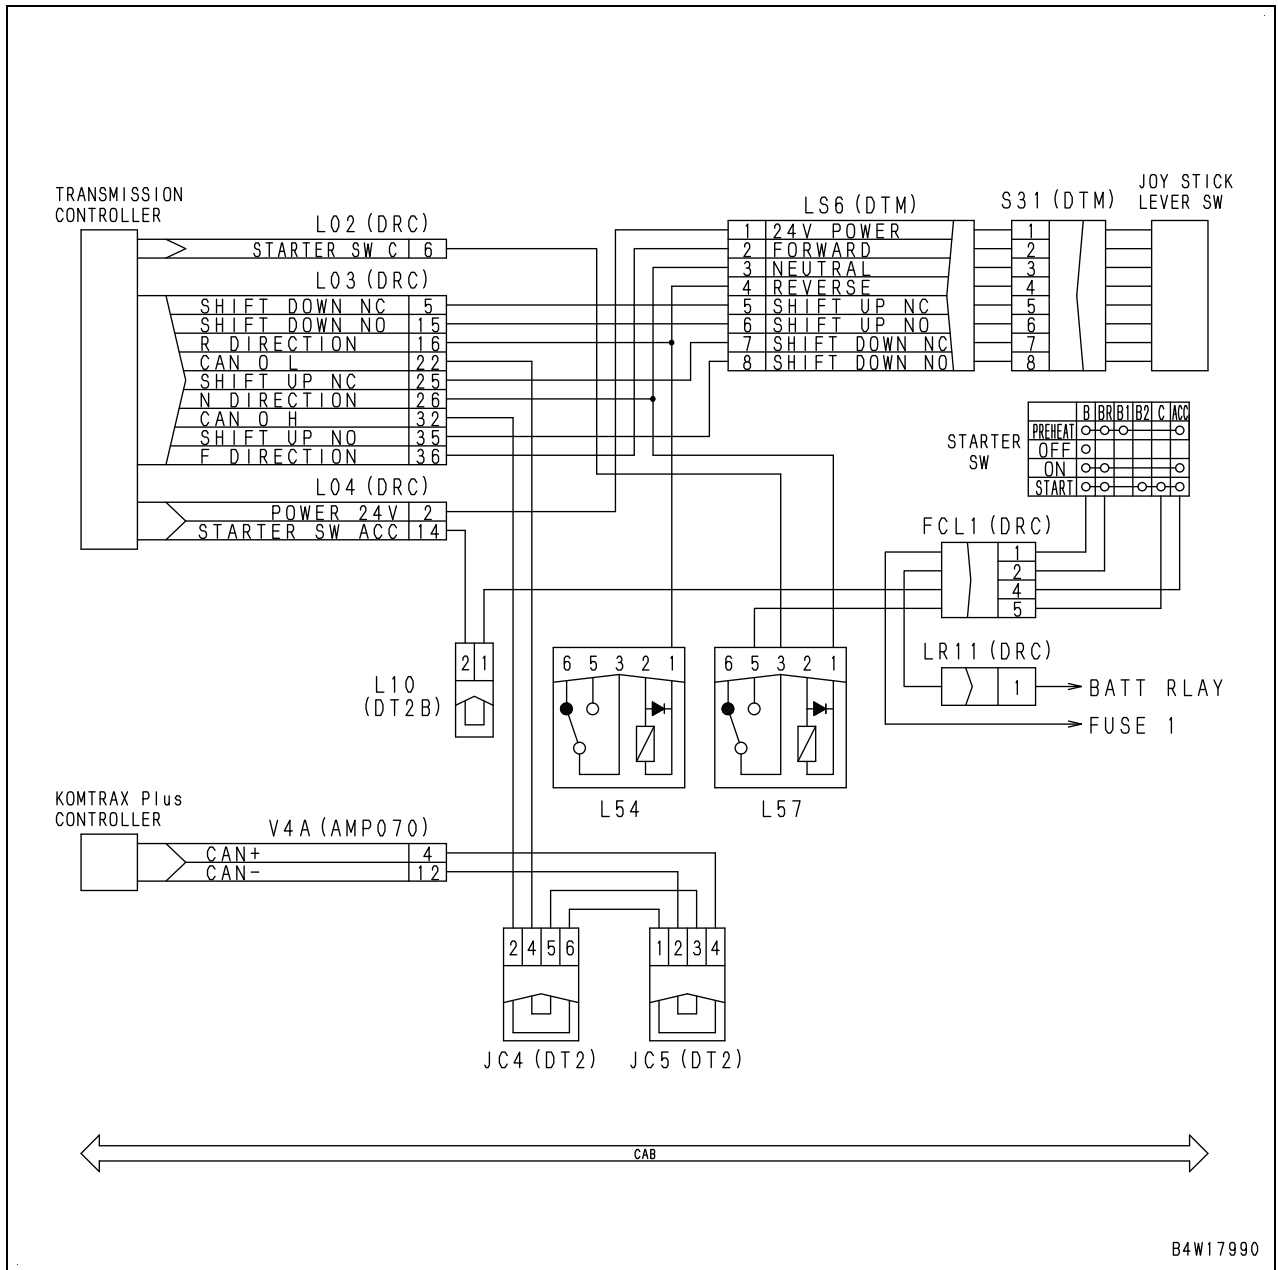 TRANSMISSION
CONTROLLER
L02 (DRC)
STARTER SW C 6
L03 (DRC)
SHIFT DOWN NC 5
SHIFT DOWN NO 15
R DIRECTION 16
CAN 0 L 22
SHIFT UP NC 25
N DIRECTION 26
CAN 0 H 32
SHIFT UP NO 35
F DIRECTION 36
L04 (DRC)
POWER 24V 2
STARTER SW ACC 14
LS6 (DTM)
1 24V POWER
2 FORWARD
3 NEUTRAL
4 REVERSE
5 SHIFT UP NC
6 SHIFT UP NO
7 SHIFT DOWN NC
8 SHIFT DOWN NO
S31 (DTM)
1
2
3
4
5
6
7
8
JOY STICK
LEVER SW
STARTER
SW
B BR B1 B2 C ACC
PREHEAT
OFF
ON
START
FCL1 (DRC)
1
2
4
5
LR11 (DRC)
1
BATT RLAY
FUSE 1
2 1
L10
(DT2B)
6 5 3 2 1
L54
6 5 3 2 1
L57
KOMTRAX Plus
CONTROLLER
V4A (AMP070)
CAN+ 4
CAN- 12
2 4 5 6
JC4 (DT2)
1 2 3 4
JC5 (DT2)
CAB
B4W17990